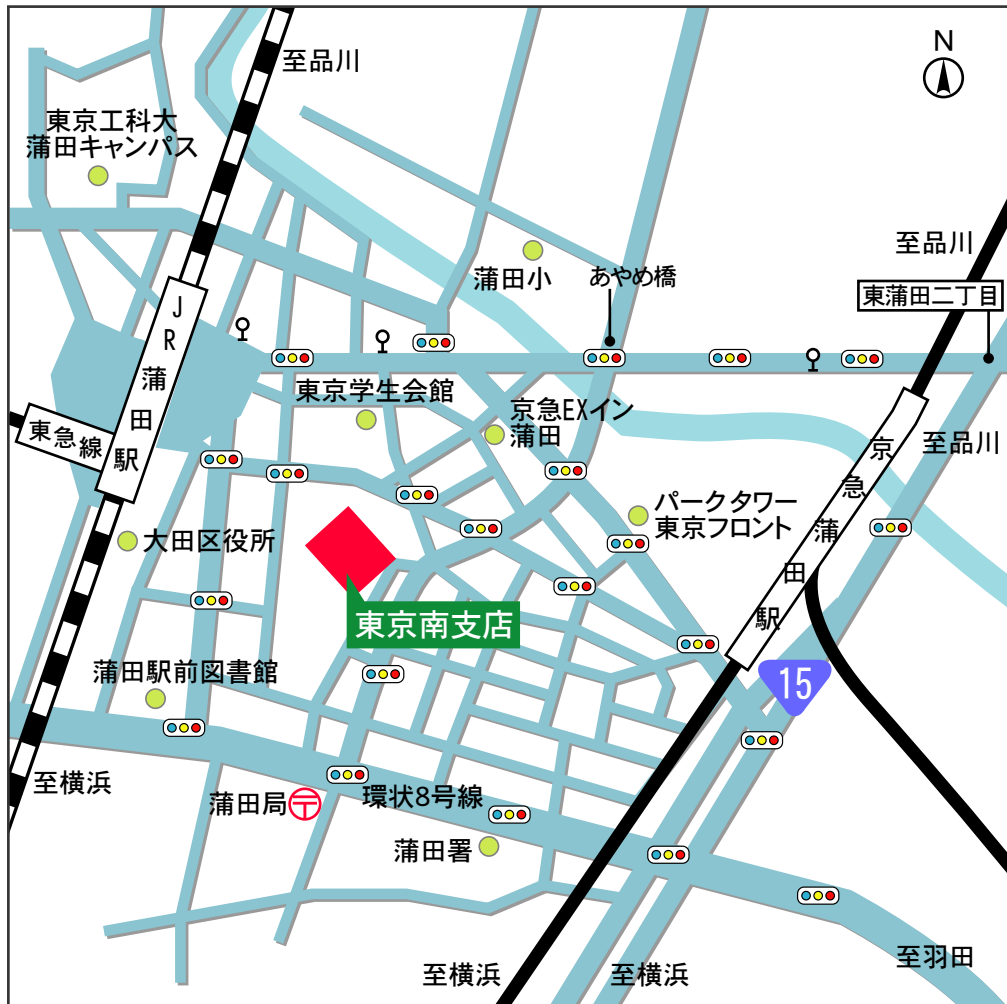 至品川
N
東京工科大
蒲田キャンパス
至品川
蒲田小
あやめ橋
東蒲田二丁目
JR蒲田駅
東京学生会館
京急EXイン
蒲田
東急線
至品川
京急蒲田駅
パークタワー
東京フロント
大田区役所
東京南支店
蒲田駅前図書館
15
至横浜
蒲田局
環状8号線
蒲田署
至横浜
至横浜
至羽田